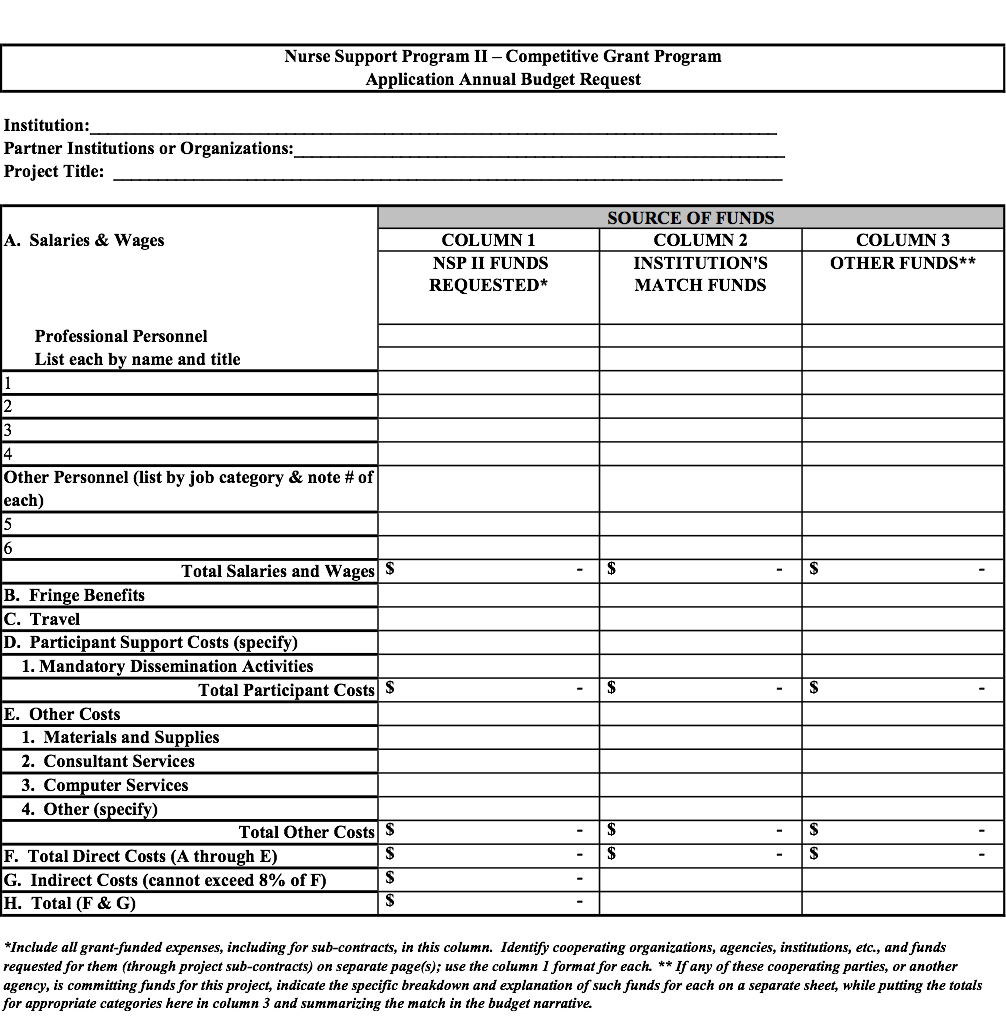 Nurse Support Program II – Competitive Grant Program
Application Annual Budget Request
Institution:
Partner Institutions or Organizations:
Project Title:
SOURCE OF FUNDS
A. Salaries & Wages COLUMN 1 COLUMN 2 COLUMN 3
NSP II FUNDS INSTITUTION'S OTHER FUNDS**
REQUESTED* MATCH FUNDS
Professional Personnel
List each by name and title
1
2
3
4
Other Personnel (list by job category & note # of
each)
5
6
Total Salaries and Wages $ - $ - $ -
B. Fringe Benefits
C. Travel
D. Participant Support Costs (specify)
1. Mandatory Dissemination Activities
Total Participant Costs $ - $ - $ -
E. Other Costs
1. Materials and Supplies
2. Consultant Services
3. Computer Services
4. Other (specify)
Total Other Costs $ - $ - $ -
F. Total Direct Costs (A through E) $ - $ - $ -
G. Indirect Costs (cannot exceed 8% of F) $ -
H. Total (F & G) $ -
*Include all grant-funded expenses, including for sub-contracts, in this column. Identify cooperating organizations, agencies, institutions, etc., and funds
requested for them (through project sub-contracts) on separate page(s); use the column 1 format for each. ** If any of these cooperating parties, or another
agency, is committing funds for this project, indicate the specific breakdown and explanation of such funds for each on a separate sheet, while putting the totals
for appropriate categories here in column 3 and summarizing the match in the budget narrative.